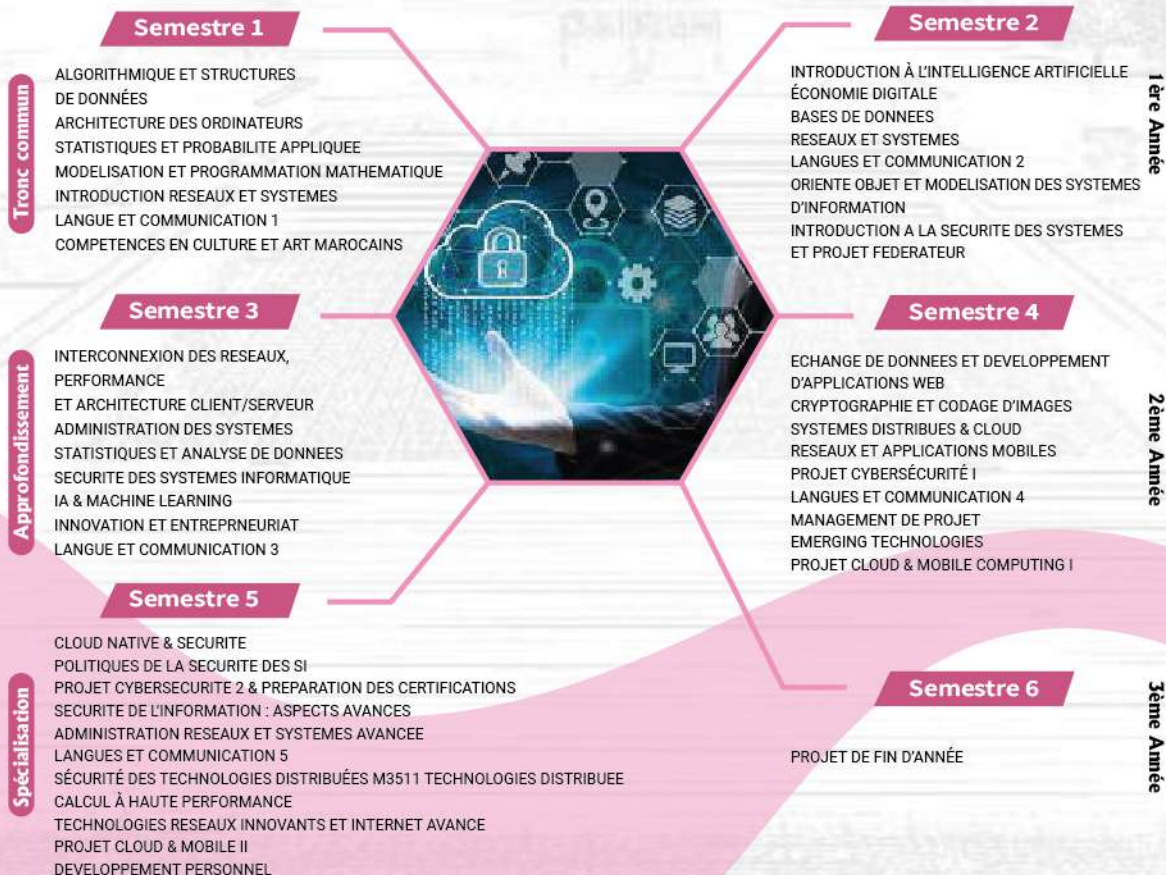 Semestre 1
Tronc commun
ALGORITHMIQUE ET STRUCTURES
DE DONNÉES
ARCHITECTURE DES ORDINATEURS
STATISTIQUES ET PROBABILITE APPLIQUEE
MODELISATION ET PROGRAMMATION MATHEMATIQUE
INTRODUCTION RESEAUX ET SYSTEMES
LANGUE ET COMMUNICATION 1
COMPETENCES EN CULTURE ET ART MAROCAINS
Semestre 2
1ère Année
INTRODUCTION À L'INTELLIGENCE ARTIFICIELLE
ÉCONOMIE DIGITALE
BASES DE DONNEES
RESEAUX ET SYSTEMES
LANGUES ET COMMUNICATION 2
ORIENTE OBJET ET MODELISATION DES SYSTEMES
D'INFORMATION
INTRODUCTION A LA SECURITE DES SYSTEMES
ET PROJET FEDERATEUR
Semestre 3
Approfondissement
INTERCONNEXION DES RESEAUX,
PERFORMANCE
ET ARCHITECTURE CLIENT/SERVEUR
ADMINISTRATION DES SYSTEMES
STATISTIQUES ET ANALYSE DE DONNEES
SECURITE DES SYSTEMES INFORMATIQUE
IA & MACHINE LEARNING
INNOVATION ET ENTREPRNEURIAT
LANGUE ET COMMUNICATION 3
Semestre 4
2ème Année
ECHANGE DE DONNEES ET DEVELOPPEMENT
D'APPLICATIONS WEB
CRYPTOGRAPHIE ET CODAGE D'IMAGES
SYSTEMES DISTRIBUES & CLOUD
RESEAUX ET APPLICATIONS MOBILES
PROJET CYBERSÉCURITÉ I
LANGUES ET COMMUNICATION 4
MANAGEMENT DE PROJET
EMERGING TECHNOLOGIES
PROJET CLOUD & MOBILE COMPUTING I
Semestre 5
Spécialisation
CLOUD NATIVE & SECURITE
POLITIQUES DE LA SECURITE DES SI
PROJET CYBERSECURITE 2 & PREPARATION DES CERTIFICATIONS
SECURITE DE L'INFORMATION : ASPECTS AVANCES
ADMINISTRATION RESEAUX ET SYSTEMES AVANCEE
LANGUES ET COMMUNICATION 5
SÉCURITÉ DES TECHNOLOGIES DISTRIBUÉES M3511 TECHNOLOGIES DISTRIBUEE
CALCUL À HAUTE PERFORMANCE
TECHNOLOGIES RESEAUX INNOVANTS ET INTERNET AVANCE
PROJET CLOUD & MOBILE II
DEVELOPPEMENT PERSONNEL
Semestre 6
3ème Année
PROJET DE FIN D'ANNÉE